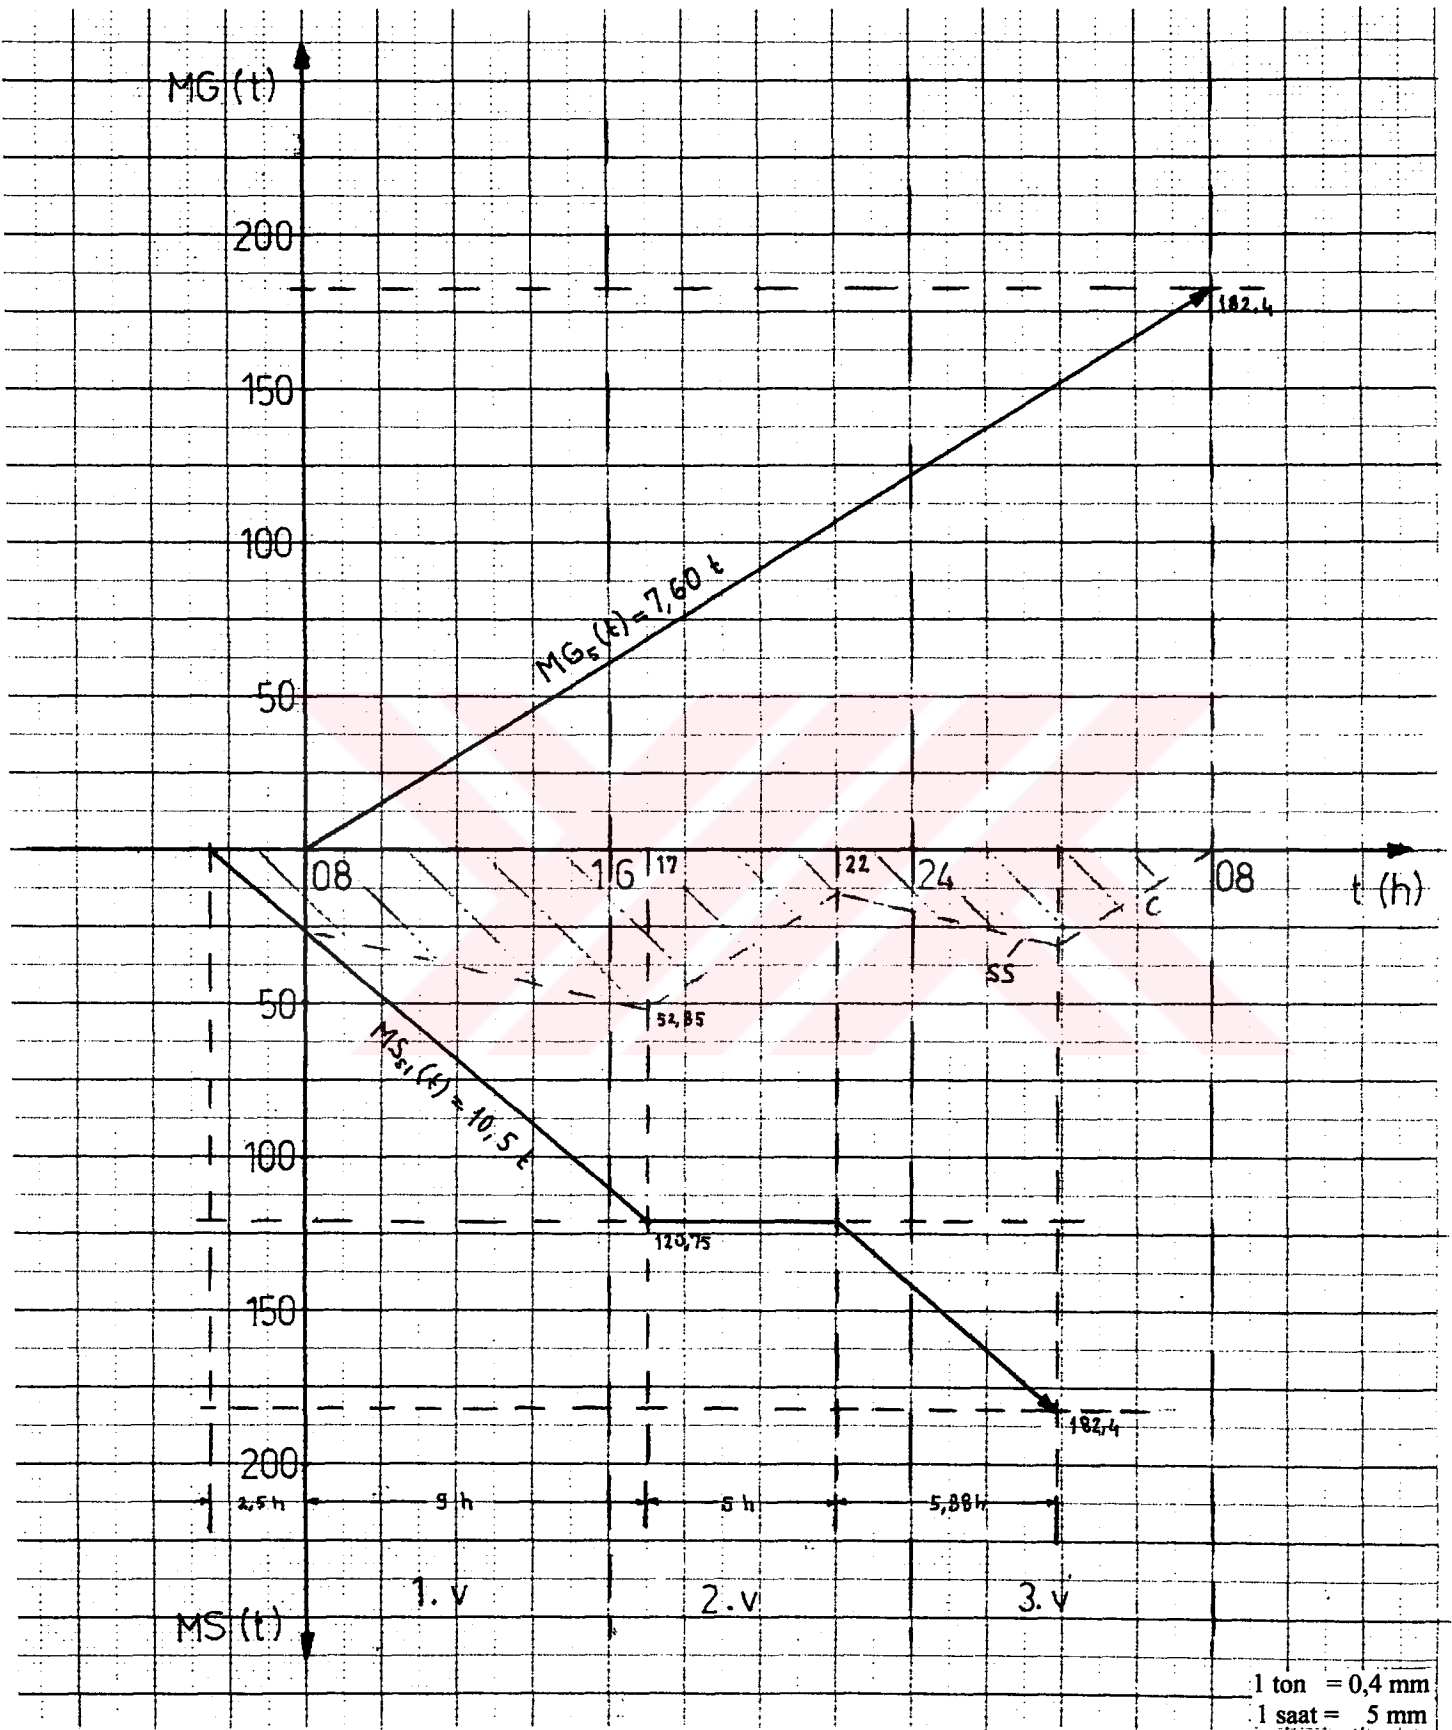 MG (t)
200
182,4
150
100
MG₅(t) = 7,60 t
50
08
16
17
22
24
08
t (h)
C
SS
50
52,85
MS₅₁(t) = 10,5 t
100
120,75
150
182,4
200
2,5 h
9 h
5 h
5,88 h
1. v
2. v
3. v
MS (t)
1 ton = 0,4 mm
1 saat = 5 mm